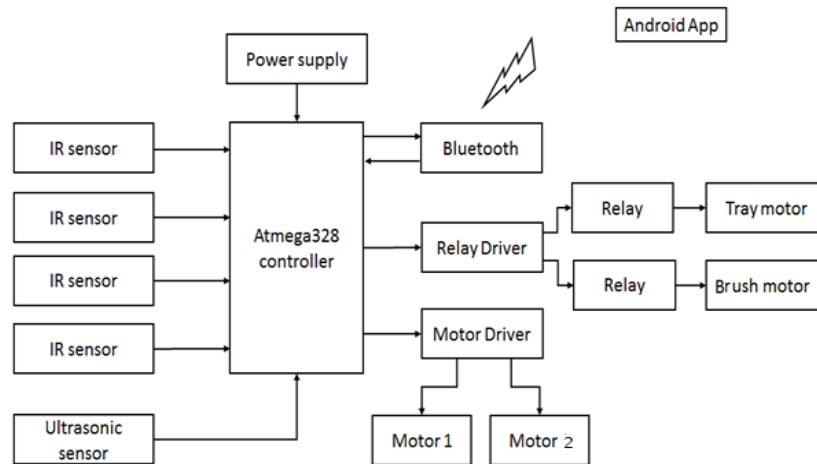 Android App
Power supply
IR sensor
Bluetooth
IR sensor
Relay
Tray motor
Atmega328
controller
Relay Driver
IR sensor
Relay
Brush motor
IR sensor
Motor Driver
Ultrasonic
sensor
Motor 1
Motor 2